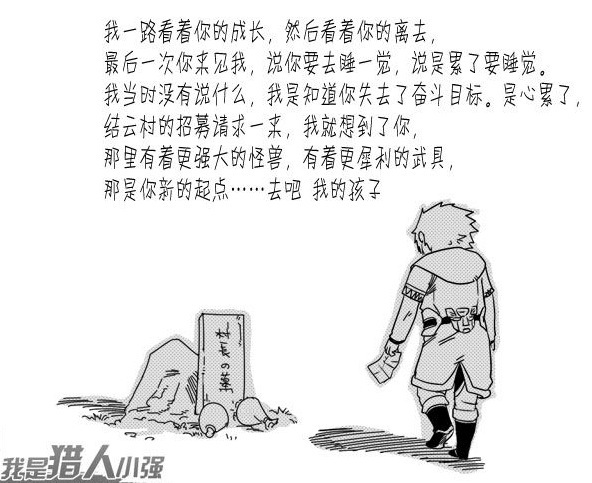 我一路看着你的成长，然后看着你的离去，
最后一次你来见我，说你要去睡一觉，说是累了要睡觉。
我当时没有说什么，我是知道你失去了奋斗目标。是心累了，
结云村的招募请求一来，我就想到了你，
那里有着更强大的怪兽，有着更犀利的武具，
那是你新的起点……去吧 我的孩子
村长の墓
我是猎人小强